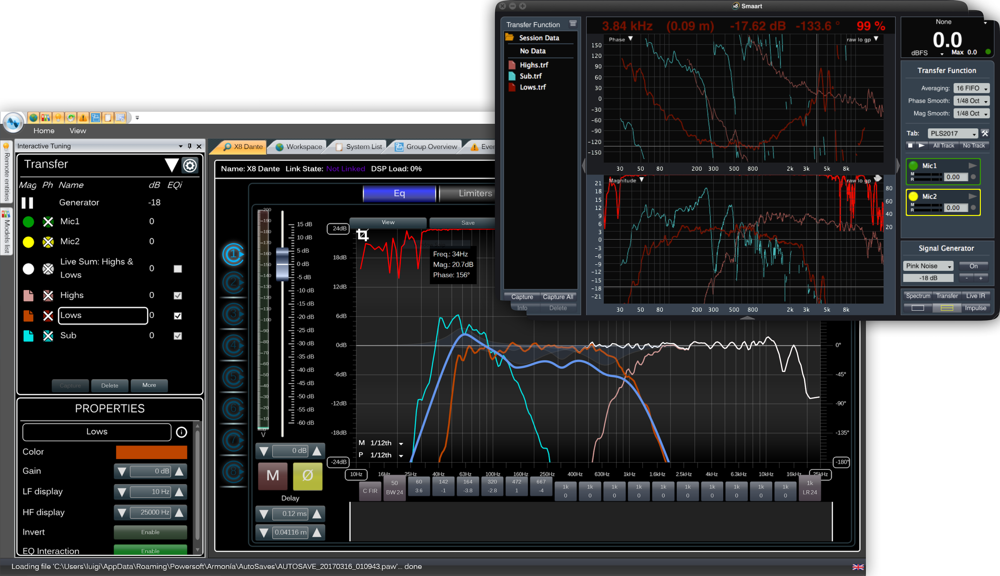 Smaart
Transfer Function
Session Data
No Data
Highs.trf
Sub.trf
Lows.trf
Capture Capture All
Info Delete
3.84 kHz (0.09 m) -17.62 dB -133.6 ° 99 %
Phase raw lo gp
150
120
90
60
30
0
-30
-60
-90
-120
-150
30 50 80 200 300 500 800 2k 3k 5k 8k
Magnitude raw lo gp
21
18
15
12
9
6
3
0
-3
-6
-9
-12
-15
-18
-21
80
60
40
20
30 50 80 200 300 500 800 2k 3k 5k 8k
None
0.0
dBFS Max 0.0
Transfer Function
Averaging: 16 FIFO
Phase Smooth: 1/48 Oct
Mag Smooth: 1/48 Oct
Tab: PLS2017
All Track No Track
Mic1
M
R 0.00
Mic2
M
R 0.00
Signal Generator
Pink Noise On
-18 dB - +
Spectrum Transfer Live IR
Impulse
Home View
Remote entities
Models list
Interactive Tuning
Transfer
Mag Ph Name dB EQi
Generator -18
Mic1 0
Mic2 0
Live Sum: Highs &
Lows 0
Highs 0
Lows 0
Sub 0
Capture Delete More
PROPERTIES
Lows
Color
Gain 0 dB
LF display 10 Hz
HF display 25000 Hz
Invert Enable
EQ Interaction Enable
X8 Dante Workspace System List Group Overview Ever
Name: X8 Dante Link State: Not Linked DSP Load: 0%
Eq Limiters
1
2
3
4
5
6
7
8
200
190
180
170
160
150
140
130
120
110
100
90
80
70
60
50
40
30
20
10
0
V
15 dB
10 dB
5 dB
0 dB
-5 dB
-10 dB
-15 dB
-20 dB
-25 dB
-30 dB
-35 dB
-40 dB
-45 dB
-50 dB
-55 dB
-60 dB
0 dB
M Ø
Delay
0.12 ms
0.04116 m
View Save
24dB
18dB
12dB
6dB
0dB
-6dB
-12dB
-18dB
-24dB
Freq.: 34Hz
Mag.: 20.7dB
Phase: 156°
M 1/12th
P 1/12th
0°
-45°
-90°
-135°
-180°
10Hz 16Hz 25Hz 40Hz 63Hz 100Hz 160Hz 250Hz 400Hz 630Hz 1kHz 1.6kHz 2.5kHz 4kHz 6.3kHz 10kHz 16kHz 25kHz
C FIR
50 60 142 164 320 472 667 1k 1k 1k 1k 1k 1k 1k 1k 1k 1k 1k
BW24 3.6 -1 -3.8 -2.8 1 -4 0 0 0 0 0 0 0 0 0 0 LR24
Loading file 'C:\Users\luigi\AppData\Roaming\Powersoft\Armonía\AutoSaves\AUTOSAVE_20170316_010943.paw'... done